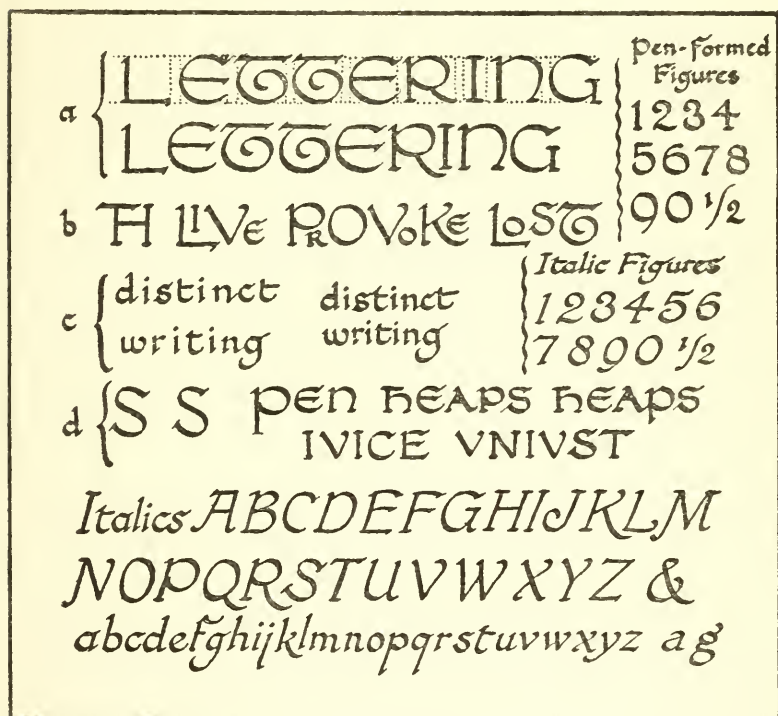 a
LETTERING
LETTERING
Pen-formed
Figures
1234
5678
90 1/2
b TH LIVE PROVOKE LOST
c
distinct
writing
distinct
writing
Italic Figures
123456
7890 1/2
d
S S PEN HEAPS HEAPS
IVICE VNIVST
Italics ABCDEFGHIJKLM
NOPQRSTUVWXYZ &
abcdefghijklmnopqrstuvwxyz a g